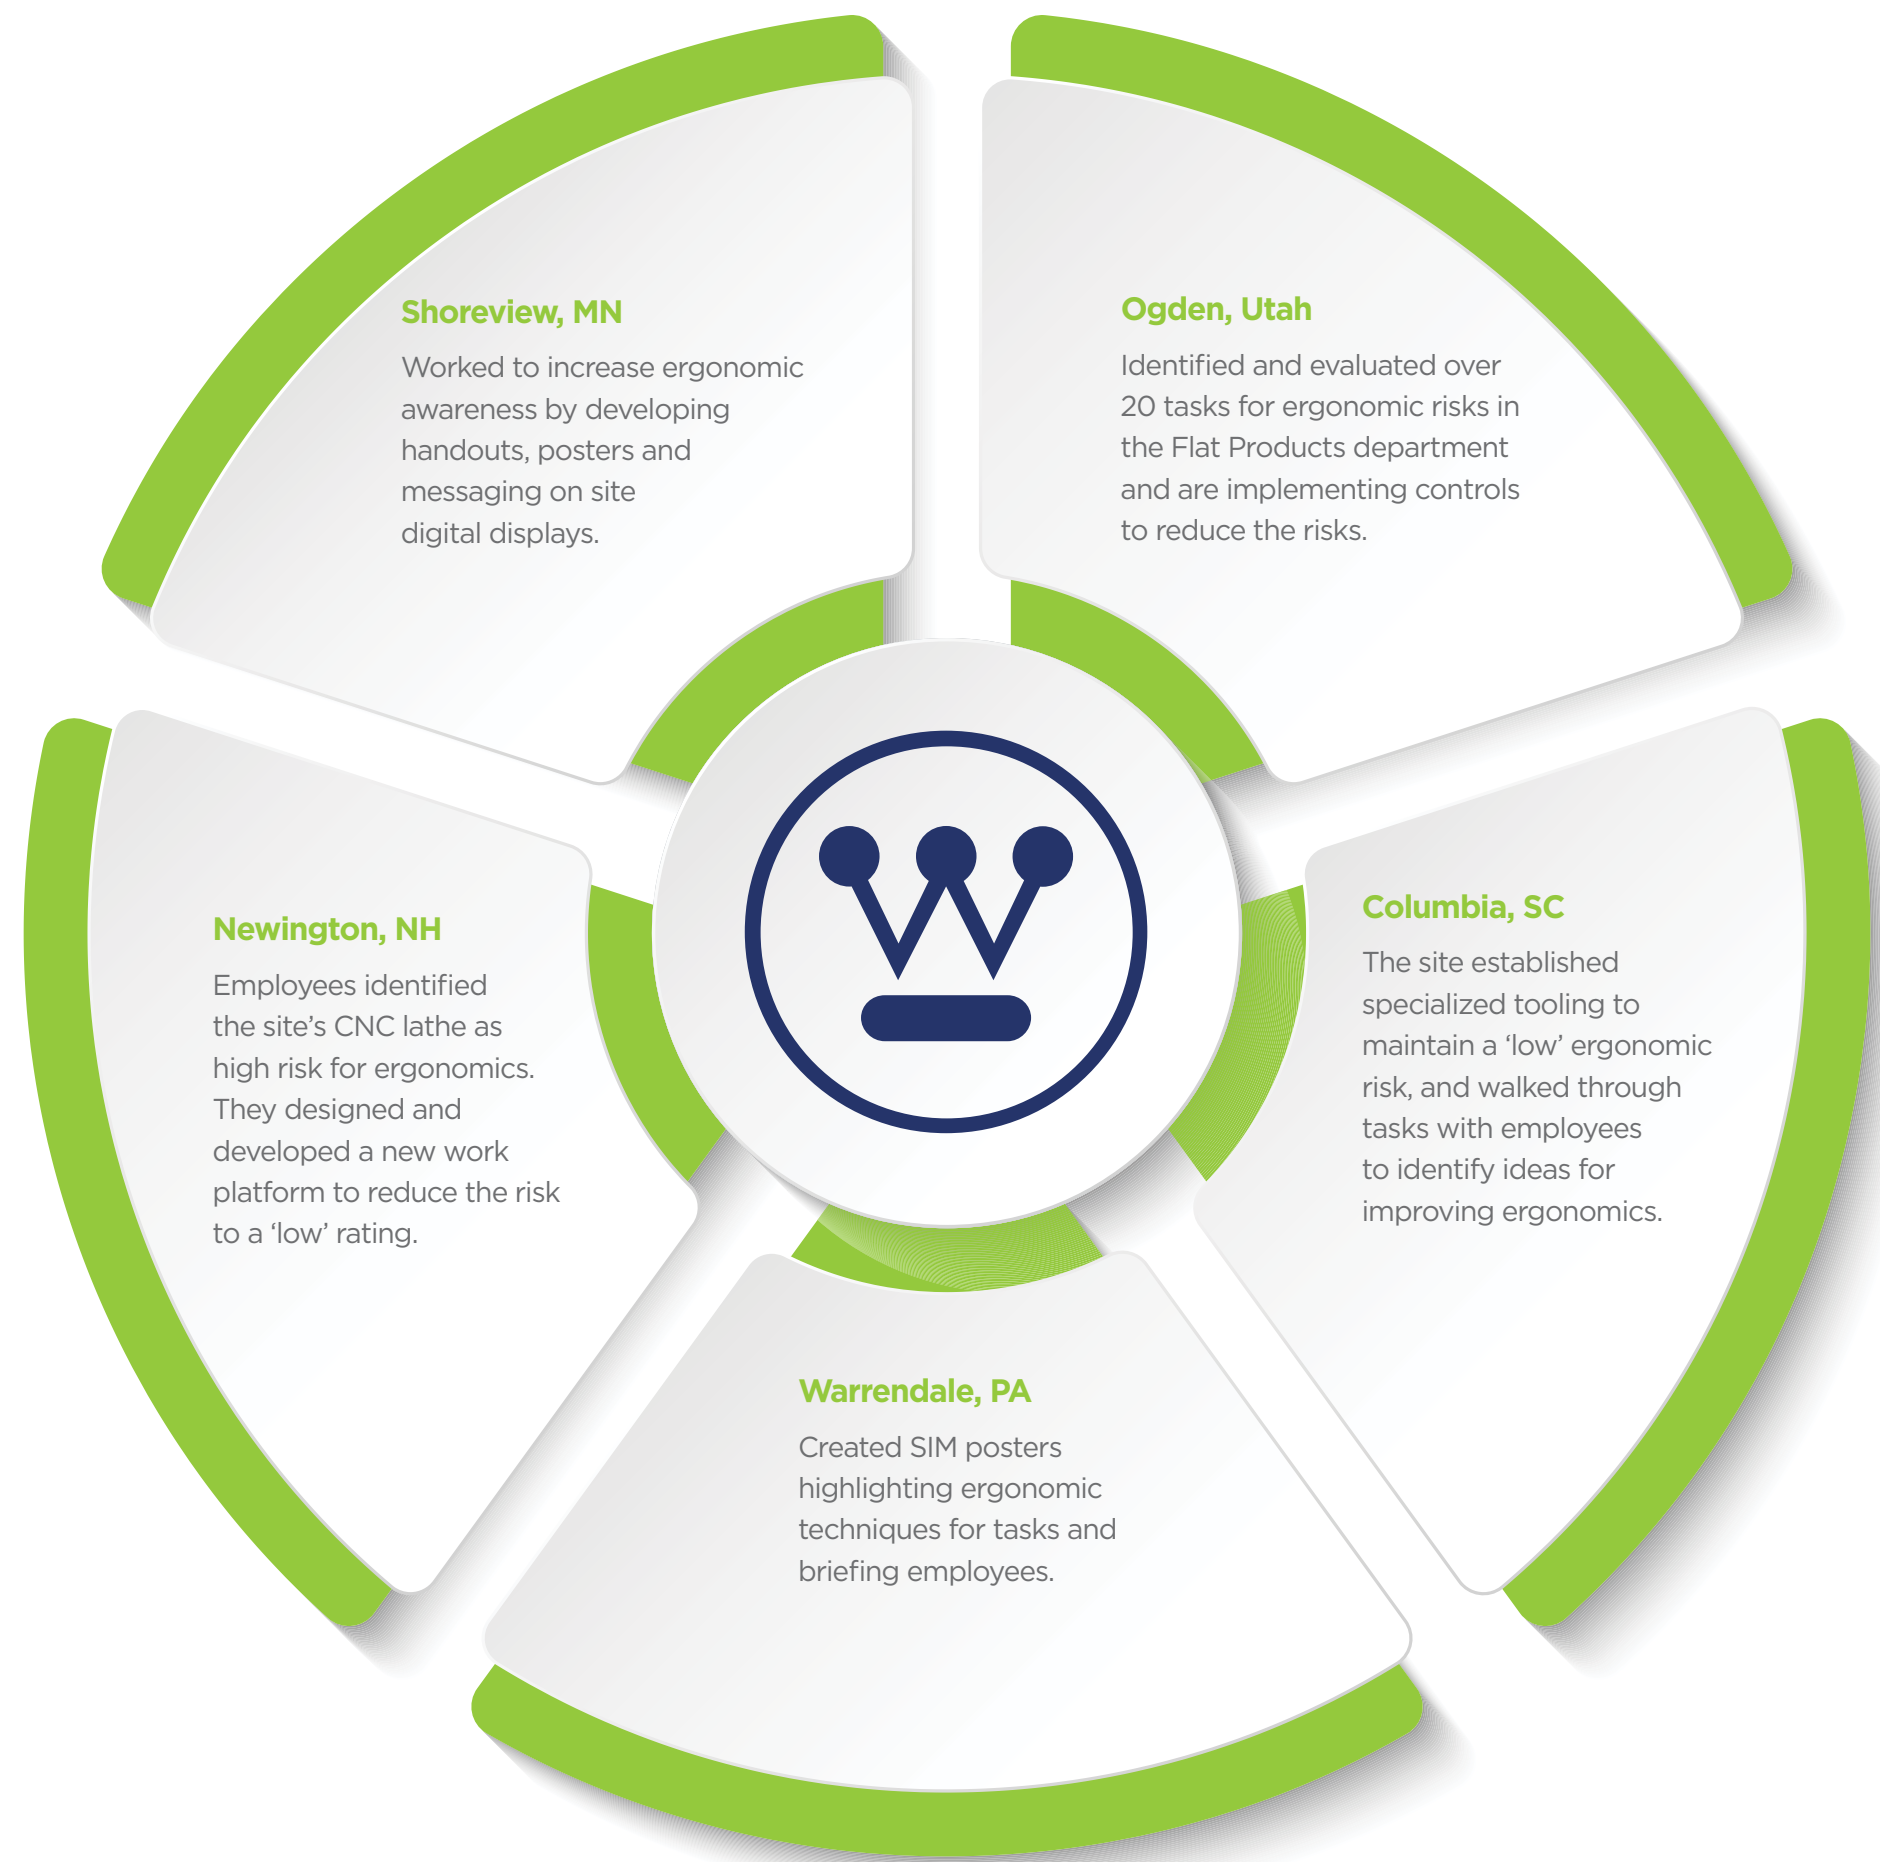 Shoreview, MN
Worked to increase ergonomic
awareness by developing
handouts, posters and
messaging on site
digital displays.
Ogden, Utah
Identified and evaluated over
20 tasks for ergonomic risks in
the Flat Products department
and are implementing controls
to reduce the risks.
Newington, NH
Employees identified
the site’s CNC lathe as
high risk for ergonomics.
They designed and
developed a new work
platform to reduce the risk
to a ‘low’ rating.
Columbia, SC
The site established
specialized tooling to
maintain a ‘low’ ergonomic
risk, and walked through
tasks with employees
to identify ideas for
improving ergonomics.
Warrendale, PA
Created SIM posters
highlighting ergonomic
techniques for tasks and
briefing employees.